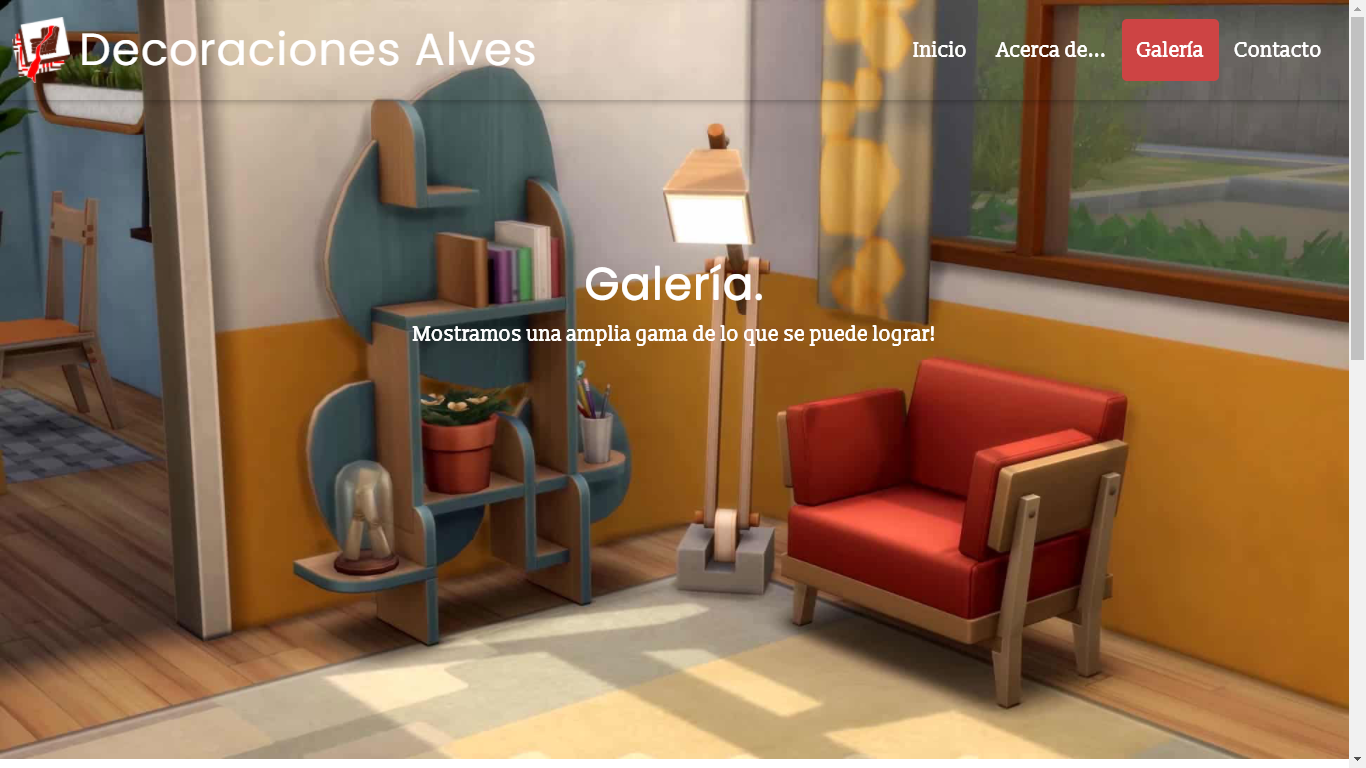 Decoraciones Alves
Inicio
Acerca de...
Galería
Contacto
Galería.
Mostramos una amplia gama de lo que se puede lograr!